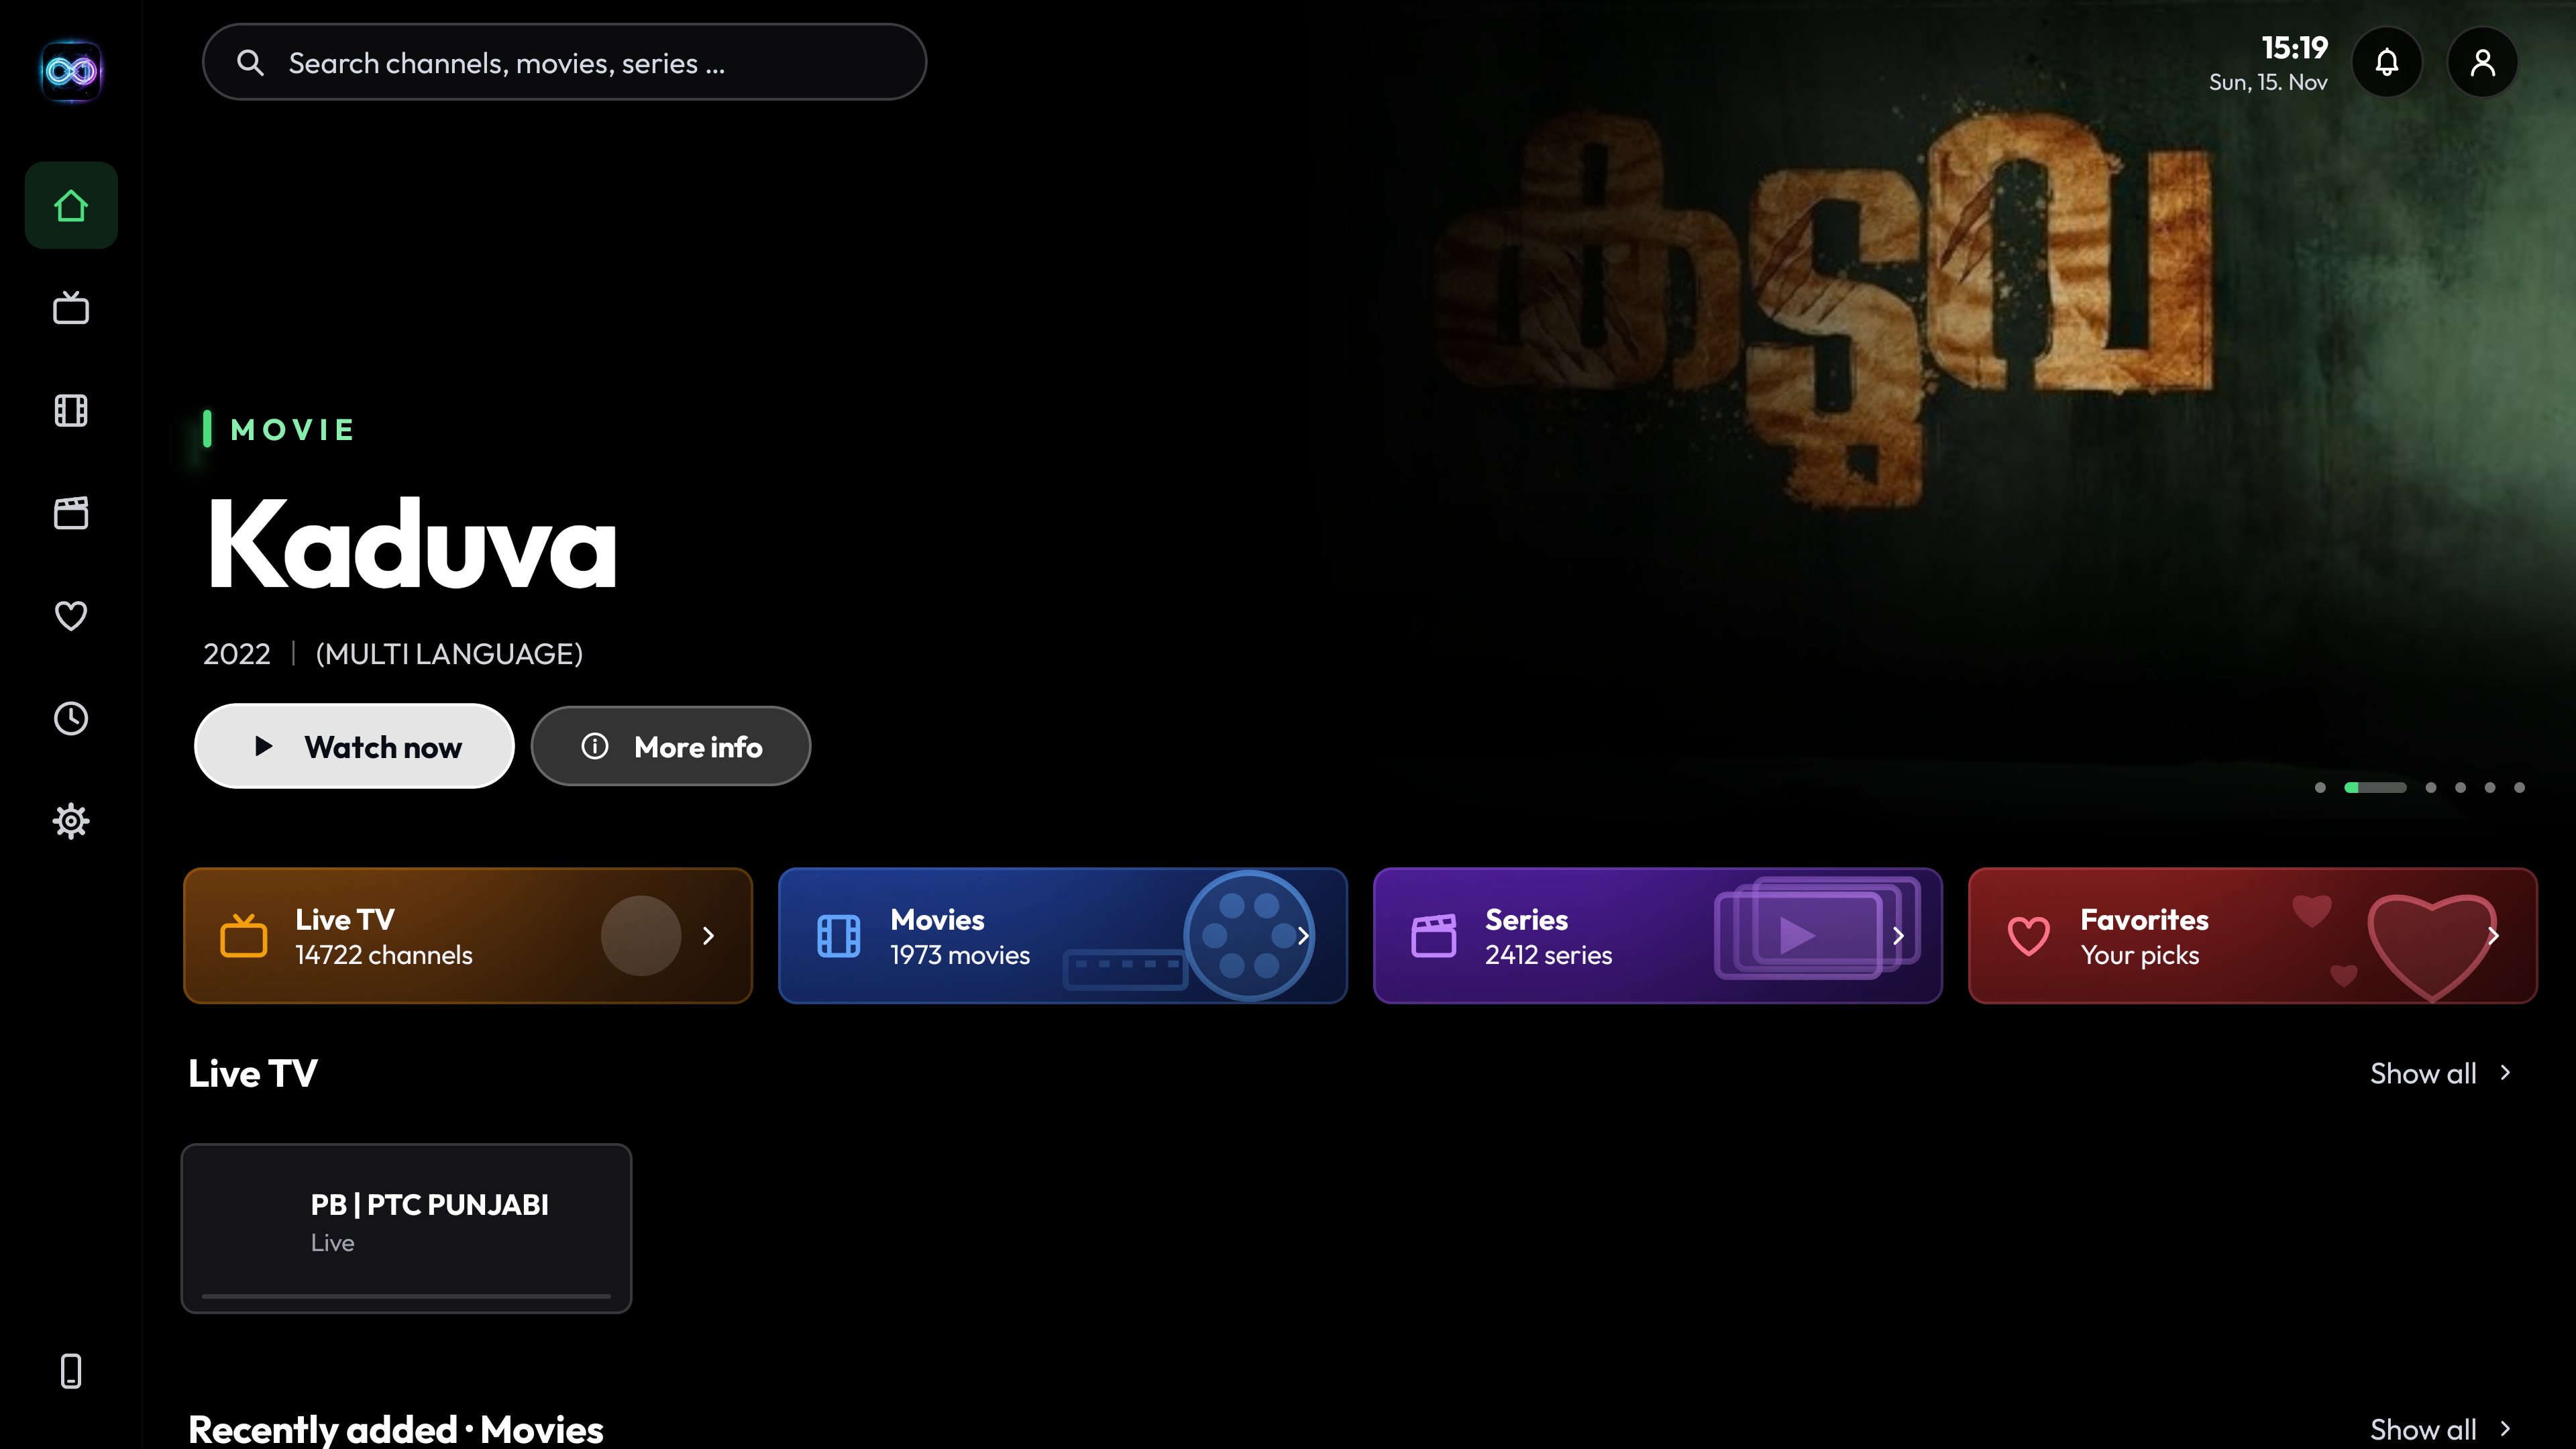 Search channels, movies, series ...
15:19
Sun, 15. Nov
കടുവ
MOVIE
Kaduva
2022 | (MULTI LANGUAGE)
Watch now
More info
Live TV
14722 channels
Movies
1973 movies
Series
2412 series
Favorites
Your picks
Live TV
Show all
PB | PTC PUNJABI
Live
Recently added · Movies
Show all